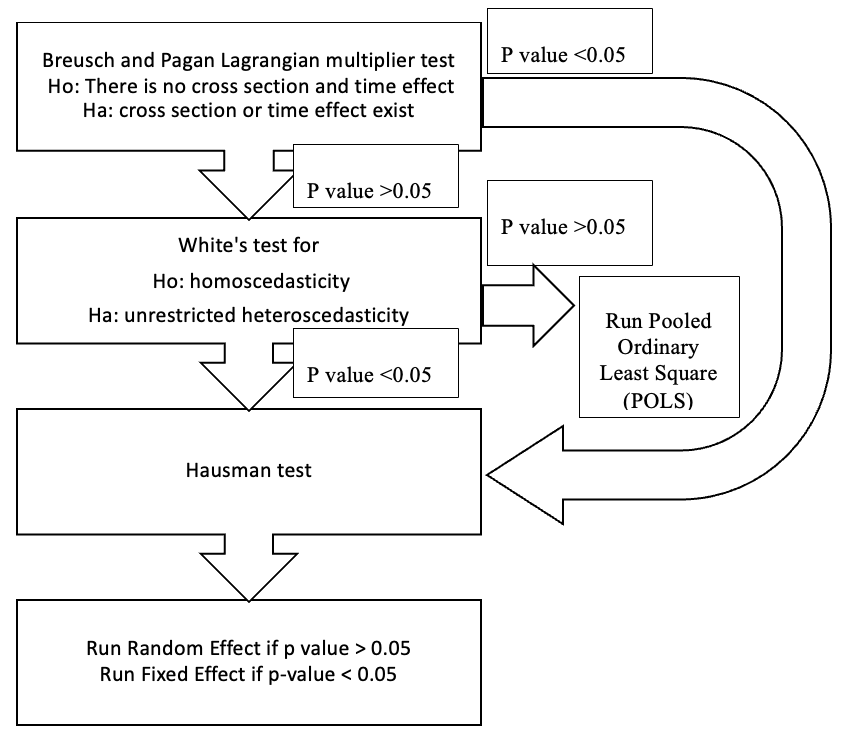 Breusch and Pagan Lagrangian multiplier test
Ho: There is no cross section and time effect
Ha: cross section or time effect exist
P value <0.05
P value >0.05
White's test for
Ho: homoscedasticity
Ha: unrestricted heteroscedasticity
P value >0.05
Run Pooled
Ordinary
Least Square
(POLS)
P value <0.05
Hausman test
Run Random Effect if p value > 0.05
Run Fixed Effect if p-value < 0.05